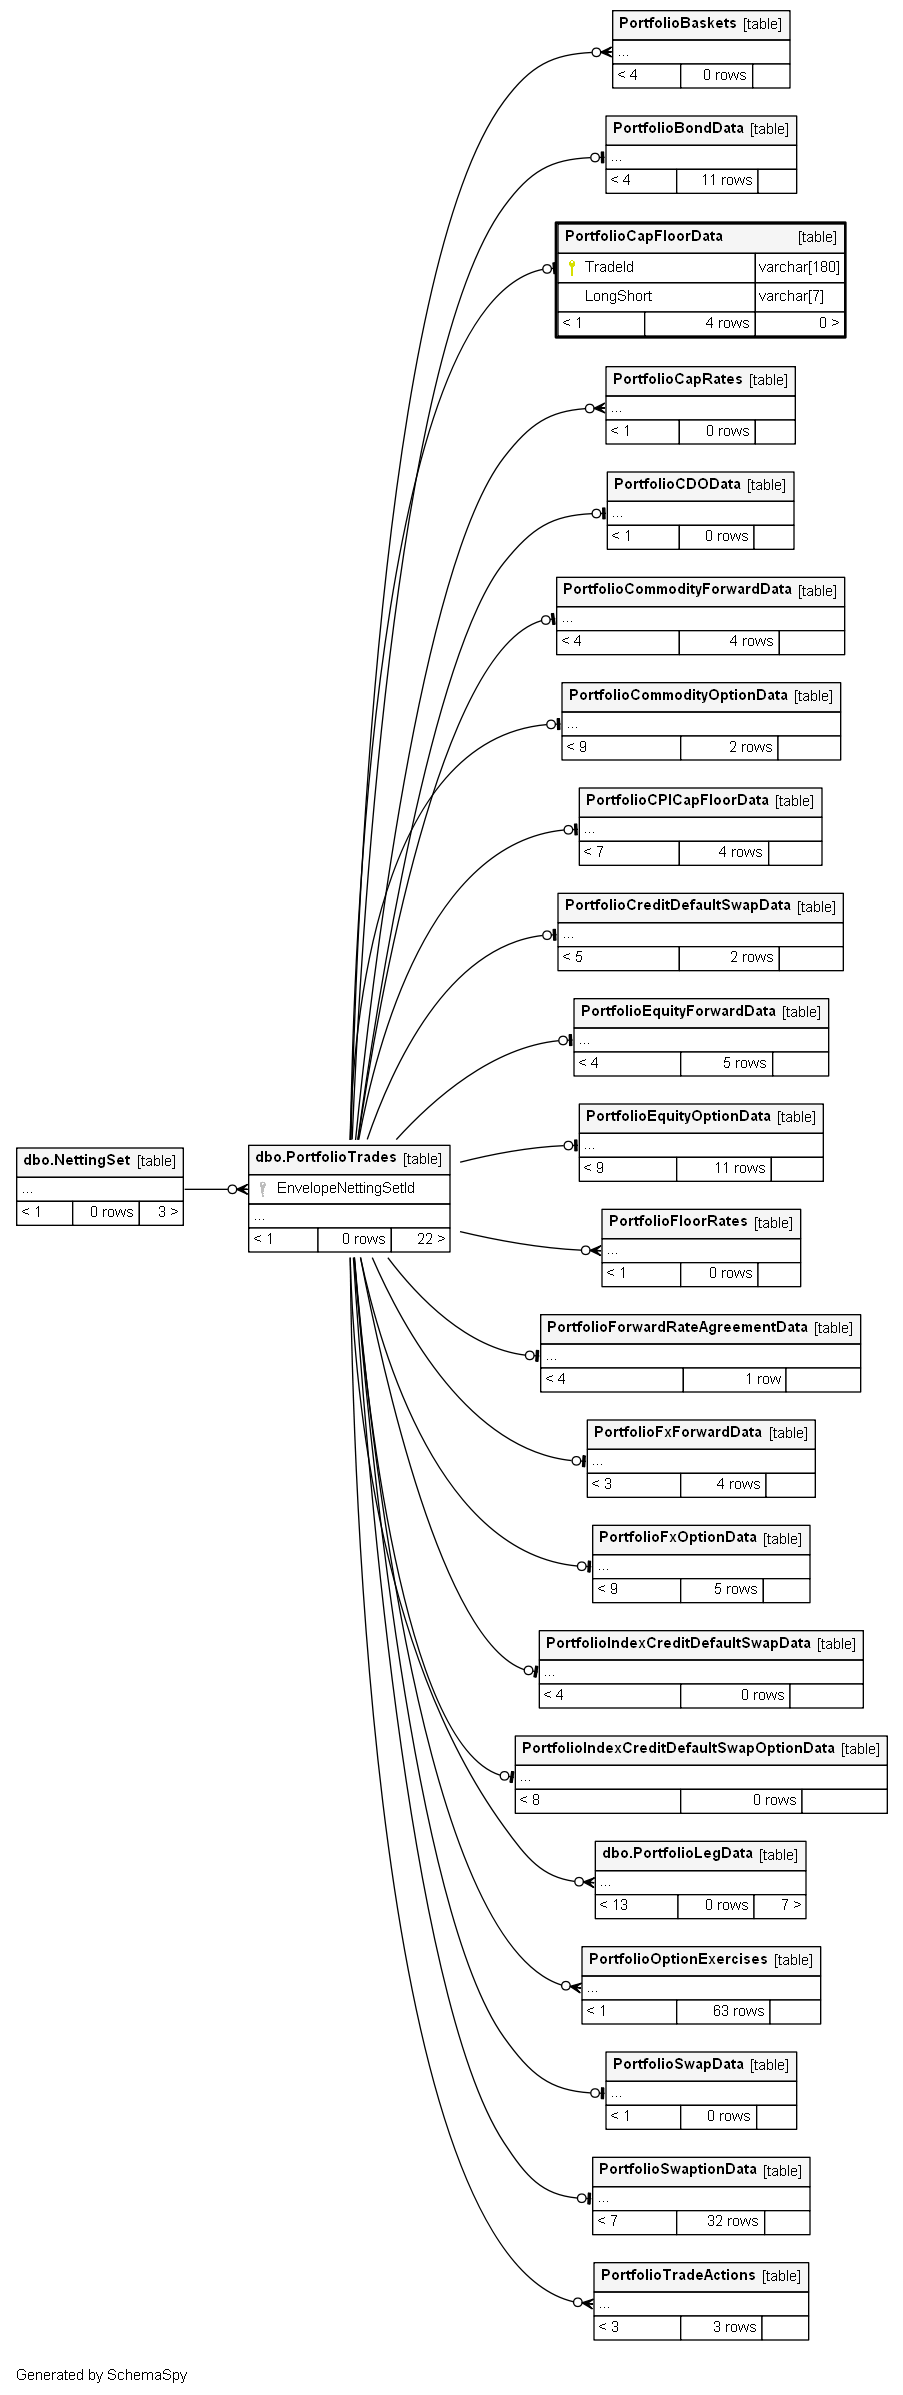 PortfolioBaskets [table]
...
< 4 0 rows
PortfolioBondData [table]
...
< 4 11 rows
PortfolioCapFloorData [table]
TradeId varchar[180]
LongShort varchar[7]
< 1 4 rows 0 >
PortfolioCapRates [table]
...
< 1 0 rows
PortfolioCDOData [table]
...
< 1 0 rows
PortfolioCommodityForwardData [table]
...
< 4 4 rows
PortfolioCommodityOptionData [table]
...
< 9 2 rows
PortfolioCPICapFloorData [table]
...
< 7 4 rows
PortfolioCreditDefaultSwapData [table]
...
< 5 2 rows
PortfolioEquityForwardData [table]
...
< 4 5 rows
PortfolioEquityOptionData [table]
...
< 9 11 rows
dbo.NettingSet [table]
...
< 1 0 rows 3 >
dbo.PortfolioTrades [table]
EnvelopeNettingSetId
...
< 1 0 rows 22 >
PortfolioFloorRates [table]
...
< 1 0 rows
PortfolioForwardRateAgreementData [table]
...
< 4 1 row
PortfolioFxForwardData [table]
...
< 3 4 rows
PortfolioFxOptionData [table]
...
< 9 5 rows
PortfolioIndexCreditDefaultSwapData [table]
...
< 4 0 rows
PortfolioIndexCreditDefaultSwapOptionData [table]
...
< 8 0 rows
dbo.PortfolioLegData [table]
...
< 13 0 rows 7 >
PortfolioOptionExercises [table]
...
< 1 63 rows
PortfolioSwapData [table]
...
< 1 0 rows
PortfolioSwaptionData [table]
...
< 7 32 rows
PortfolioTradeActions [table]
...
< 3 3 rows
Generated by SchemaSpy